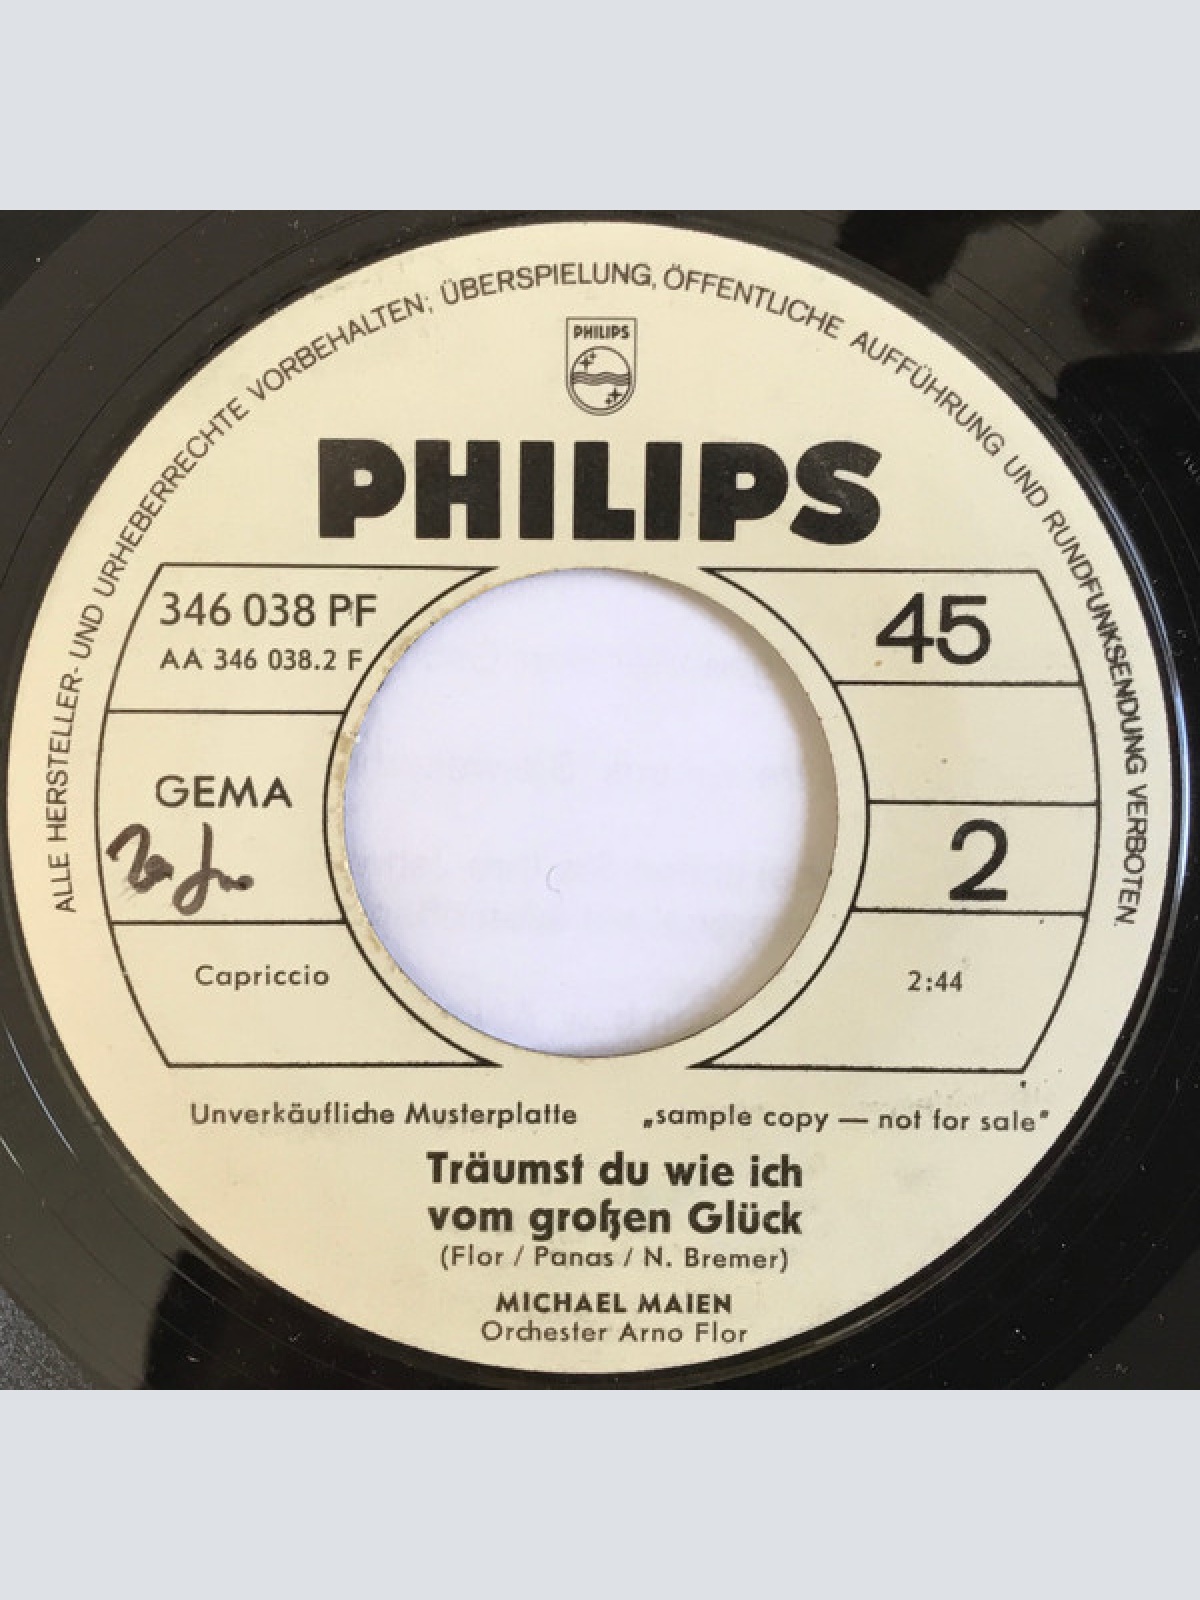 ALLE HERSTELLER- UND URHEBERRECHTE VORBEHALTEN; ÜBERSPIELUNG, ÖFFENTLICHE AUFFÜHRUNG UND RUNDFUNKSENDUNG VERBOTEN.
PHILIPS
PHILIPS
346 038 PF
AA 346 038.2 F
45
GEMA
2
Capriccio
2:44
Unverkäufliche Musterplatte „sample copy — not for sale"
Träumst du wie ich
vom großen Glück
(Flor / Panas / N. Bremer)
MICHAEL MAIEN
Orchester Arno Flor